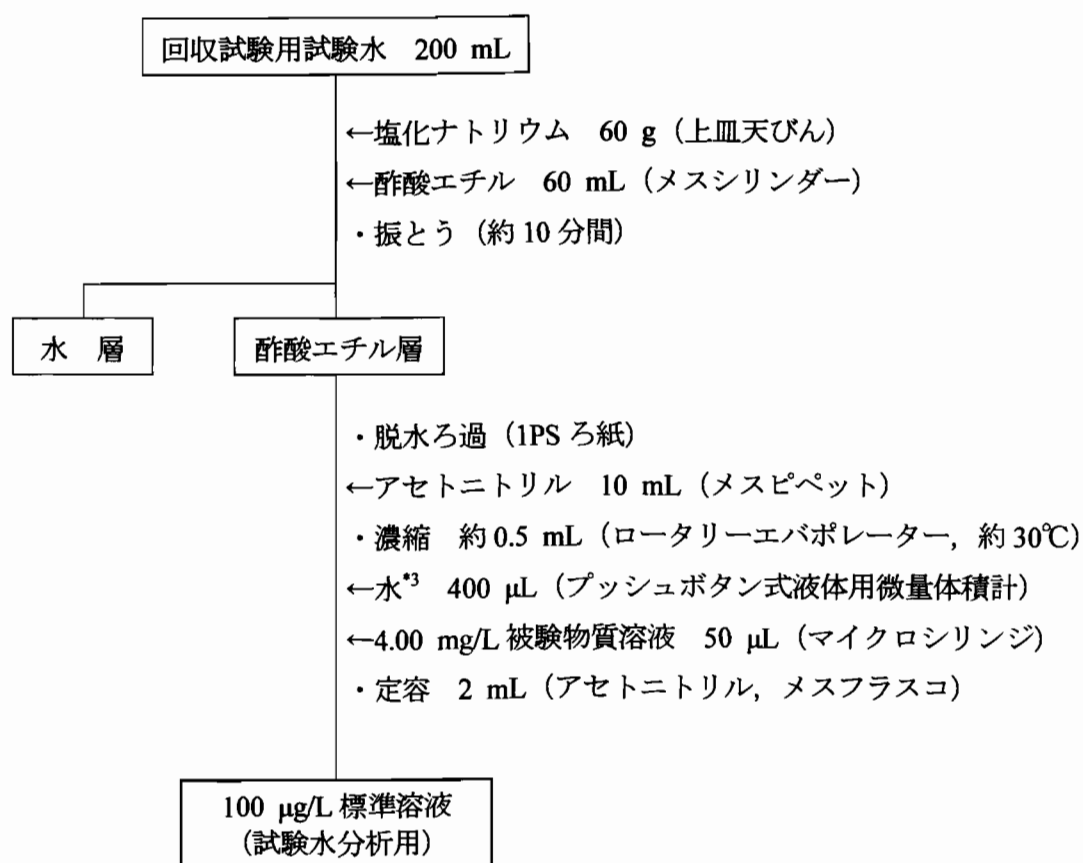 回収試験用試験水 200 mL
←塩化ナトリウム 60 g(上皿天びん)
←酢酸エチル 60 mL(メスシリンダー)
・振とう(約 10 分間)
水 層
酢酸エチル層
・脱水ろ過(1PS ろ紙)
←アセトニトリル 10 mL(メスピペット)
・濃縮 約 0.5 mL(ロータリーエバポレーター, 約 30℃)
←水*3 400 μL(プッシュボタン式液体用微量体積計)
←4.00 mg/L 被験物質溶液 50 μL(マイクロシリンジ)
・定容 2 mL(アセトニトリル, メスフラスコ)
100 μg/L 標準溶液
(試験水分析用)